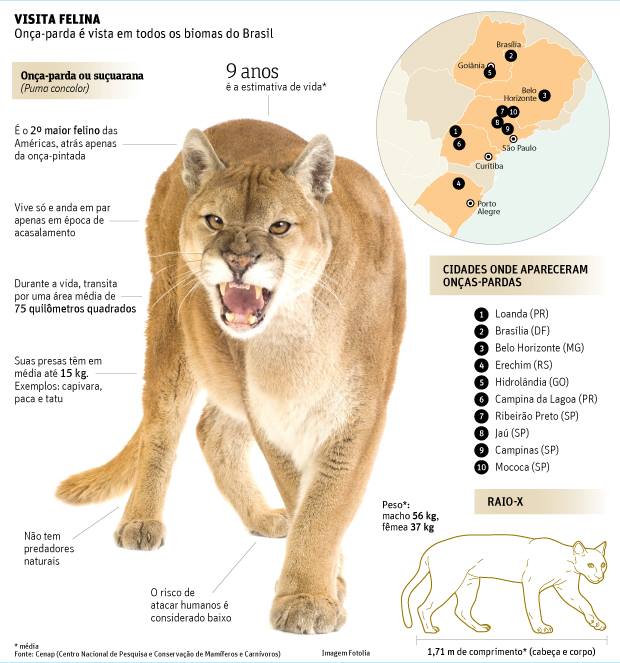 VISITA FELINA
Onça-parda é vista em todos os biomas do Brasil
Onça-parda ou suçuarana
(Puma concolor)
9 anos
é a estimativa de vida*
É o 2º maior felino das
Américas, atrás apenas
da onça-pintada
Vive só e anda em par
apenas em época de
acasalamento
Durante a vida, transita
por uma área média de
75 quilômetros quadrados
Suas presas têm em
média até 15 kg.
Exemplos: capivara,
paca e tatu
Não tem
predadores
naturais
O risco de
atacar humanos é
considerado baixo
Brasília
2
Goiânia
5
Belo
Horizonte
3
7
10
8
9
São Paulo
1
6
Curitiba
4
Porto
Alegre
CIDADES ONDE APARECERAM
ONÇAS-PARDAS
1 Loanda (PR)
2 Brasília (DF)
3 Belo Horizonte (MG)
4 Erechim (RS)
5 Hidrolândia (GO)
6 Campina da Lagoa (PR)
7 Ribeirão Preto (SP)
8 Jaú (SP)
9 Campinas (SP)
10 Mococa (SP)
RAIO-X
Peso*:
macho 56 kg,
fêmea 37 kg
1,71 m de comprimento* (cabeça e corpo)
* média
Fonte: Cenap (Centro Nacional de Pesquisa e Conservação de Mamíferos e Carnívoros)
Imagem Fotolia